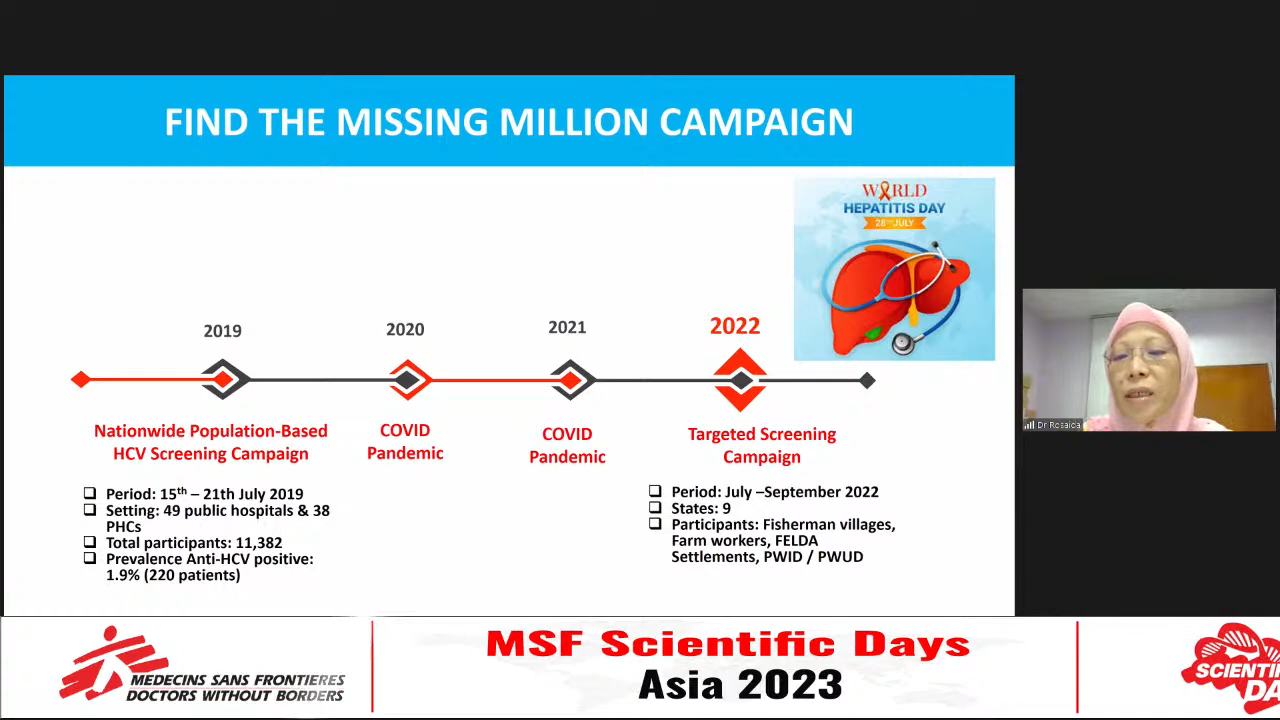 FIND THE MISSING MILLION CAMPAIGN
WORLD
HEPATITIS DAY
28TH JULY
2019
2020
2021
2022
Nationwide Population-Based
HCV Screening Campaign
COVID
Pandemic
COVID
Pandemic
Targeted Screening
Campaign
❑ Period: 15th – 21th July 2019
❑ Setting: 49 public hospitals & 38
PHCs
❑ Total participants: 11,382
❑ Prevalence Anti-HCV positive:
1.9% (220 patients)
❑ Period: July –September 2022
❑ States: 9
❑ Participants: Fisherman villages,
Farm workers, FELDA
Settlements, PWID / PWUD
Dr Rosaida
MEDECINS SANS FRONTIERES
DOCTORS WITHOUT BORDERS
MSF Scientific Days
Asia 2023
SCIENTIFI
DA